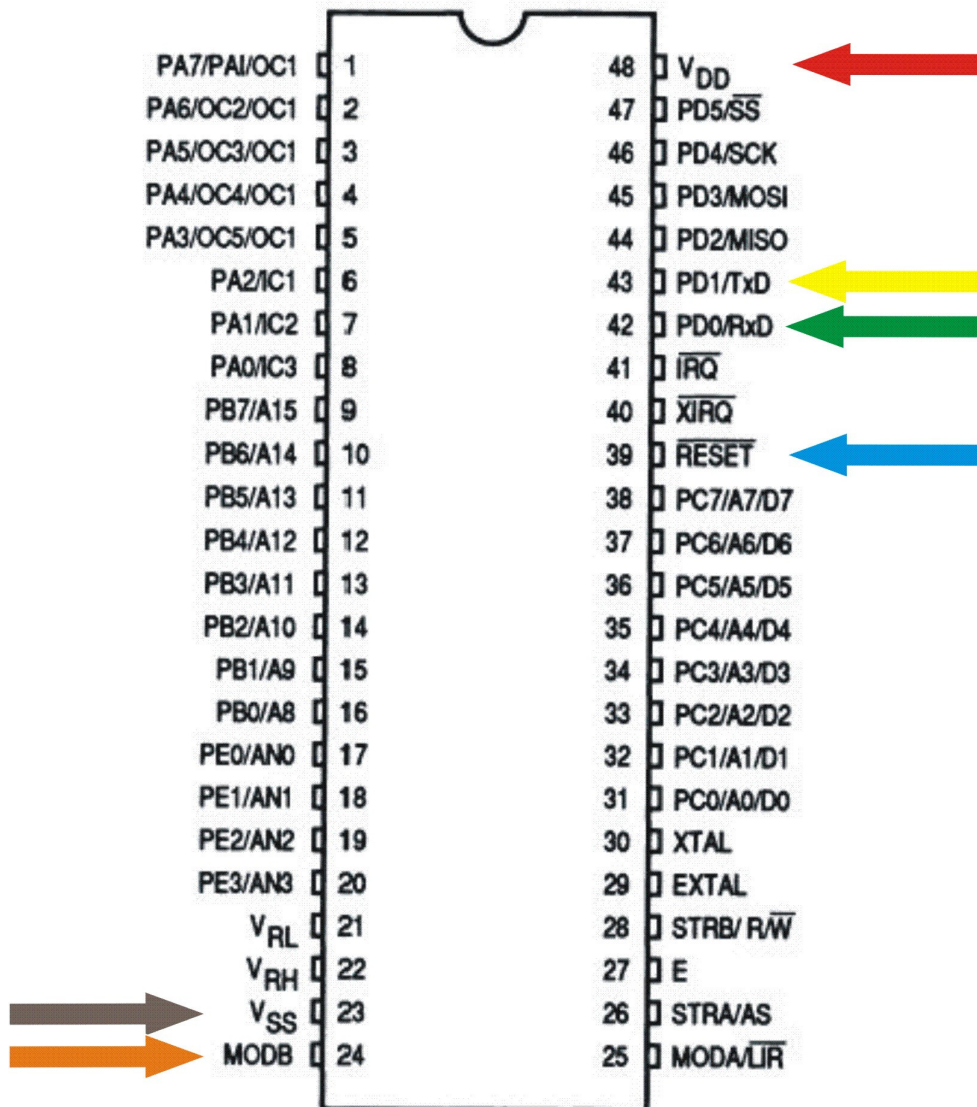 PA7/PAI/OC1 1
PA6/OC2/OC1 2
PA5/OC3/OC1 3
PA4/OC4/OC1 4
PA3/OC5/OC1 5
PA2/IC1 6
PA1/IC2 7
PA0/IC3 8
PB7/A15 9
PB6/A14 10
PB5/A13 11
PB4/A12 12
PB3/A11 13
PB2/A10 14
PB1/A9 15
PB0/A8 16
PE0/AN0 17
PE1/AN1 18
PE2/AN2 19
PE3/AN3 20
VRL 21
VRH 22
VSS 23
MODB 24
48 VDD
47 PD5/SS
46 PD4/SCK
45 PD3/MOSI
44 PD2/MISO
43 PD1/TxD
42 PD0/RxD
41 IRQ
40 XIRQ
39 RESET
38 PC7/A7/D7
37 PC6/A6/D6
36 PC5/A5/D5
35 PC4/A4/D4
34 PC3/A3/D3
33 PC2/A2/D2
32 PC1/A1/D1
31 PC0/A0/D0
30 XTAL
29 EXTAL
28 STRB/ R/W
27 E
26 STRA/AS
25 MODA/LIR